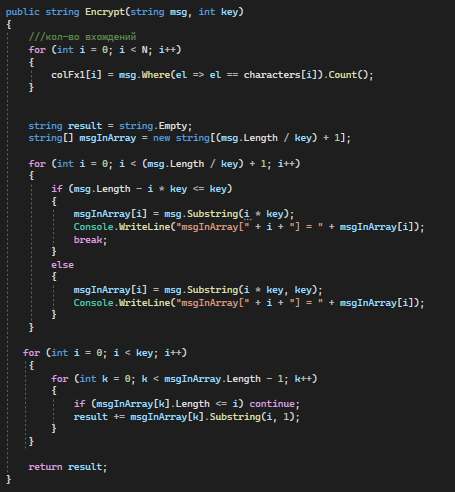 public string Encrypt(string msg, int key)
{
///кол-во вхождений
for (int i = 0; i < N; i++)
{
colFx1[i] = msg.Where(el => el == characters[i]).Count();
}
string result = string.Empty;
string[] msgInArray = new string[(msg.Length / key) + 1];
for (int i = 0; i < (msg.Length / key) + 1; i++)
{
if (msg.Length - i * key <= key)
{
msgInArray[i] = msg.Substring(i * key);
Console.WriteLine("msgInArray[" + i + "] = " + msgInArray[i]);
break;
}
else
{
msgInArray[i] = msg.Substring(i * key, key);
Console.WriteLine("msgInArray[" + i + "] = " + msgInArray[i]);
}
}
for (int i = 0; i < key; i++)
{
for (int k = 0; k < msgInArray.Length - 1; k++)
{
if (msgInArray[k].Length <= i) continue;
result += msgInArray[k].Substring(i, 1);
}
}
return result;
}